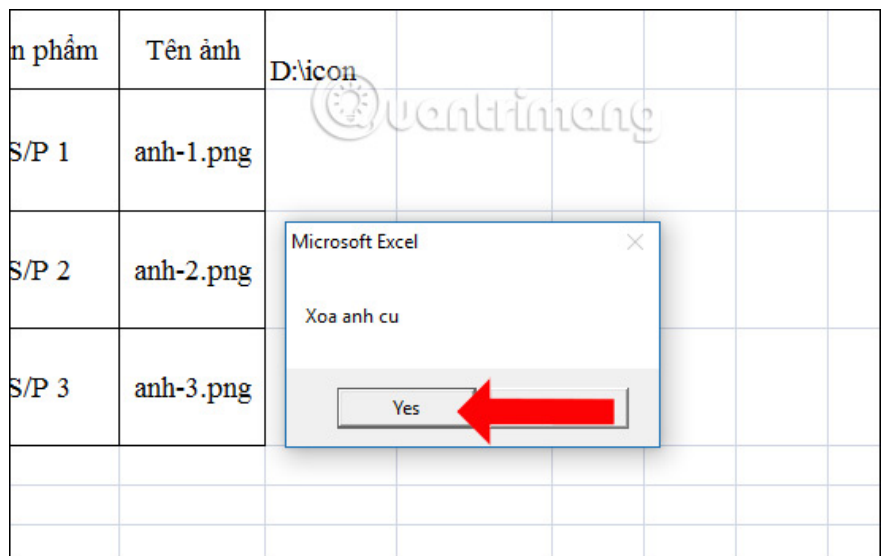 n phẩm Tên ảnh D:\icon
Quantrimang
S/P 1 anh-1.png
Microsoft Excel
S/P 2 anh-2.png
Xoa anh cu
S/P 3 anh-3.png
Yes